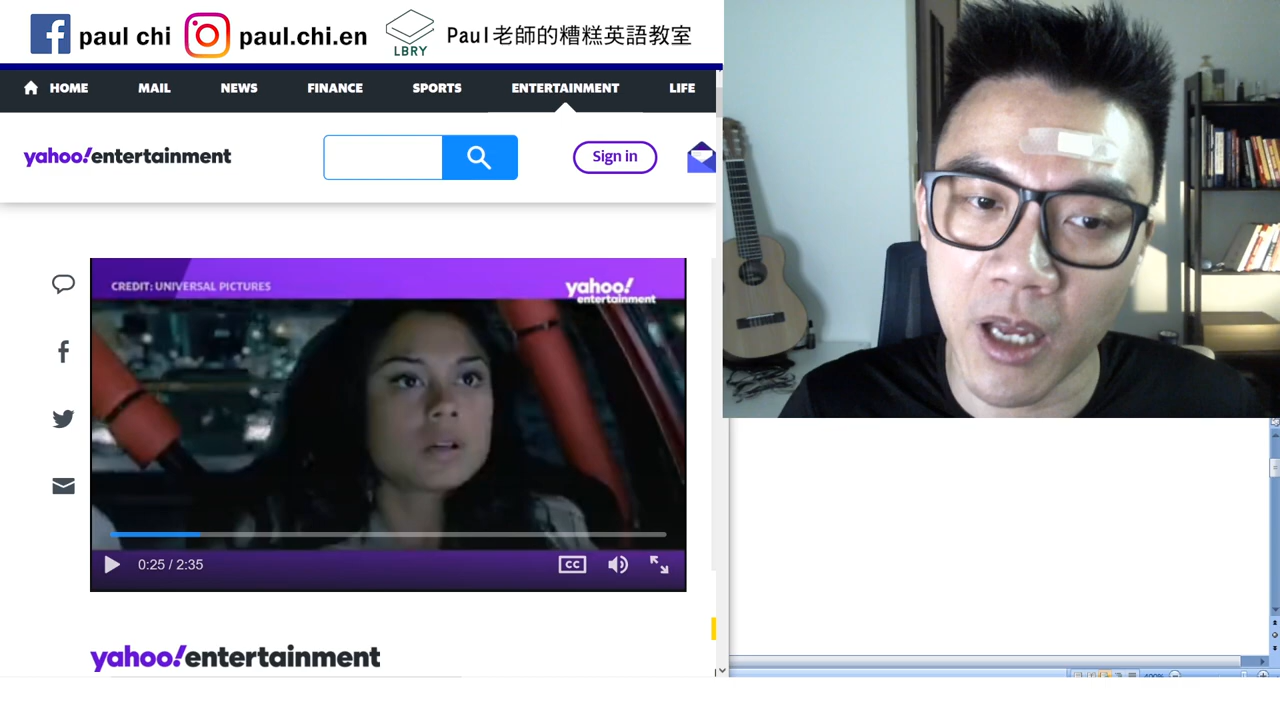 paul chi
paul.chi.en
LBRY
Paul老師的糟糕英語教室
HOME MAIL NEWS FINANCE SPORTS ENTERTAINMENT LIFE
yahoo!entertainment
Sign in
CREDIT: UNIVERSAL PICTURES
yahoo!
entertainment
0:25 / 2:35
CC
yahoo!entertainment